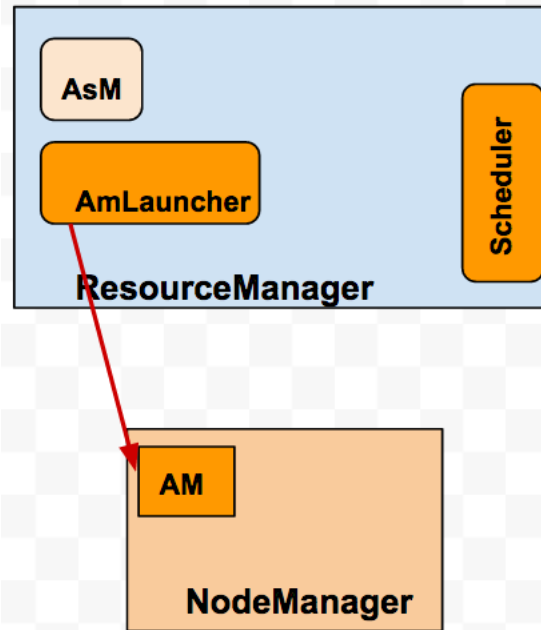 AsM
AmLauncher
Scheduler
ResourceManager
AM
NodeManager